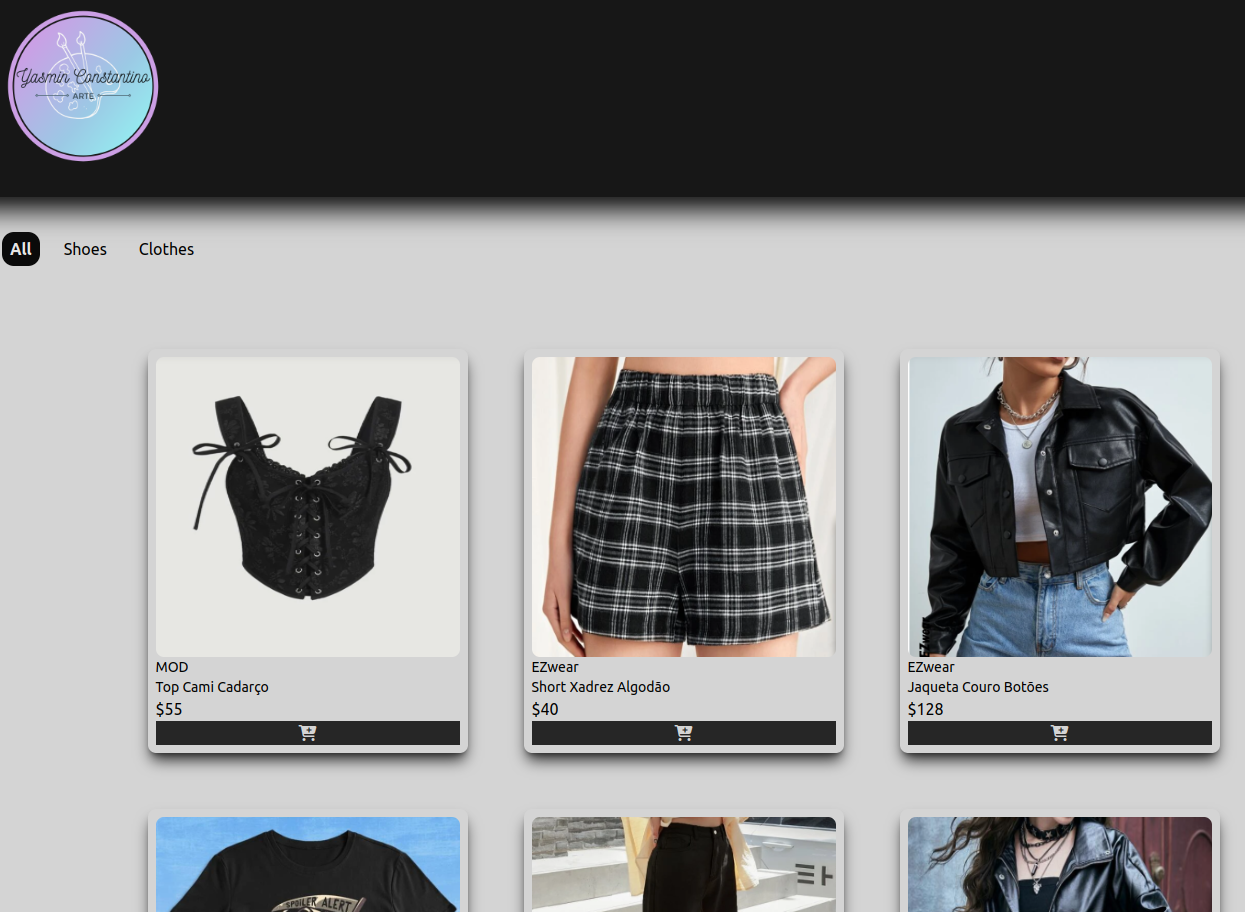 Yasmin Constantino
ARTE
All Shoes Clothes
MOD
Top Cami Cadarço
$55
EZwear
Short Xadrez Algodão
$40
EZwear
EZwear
Jaqueta Couro Botões
$128
SPOILER ALERT